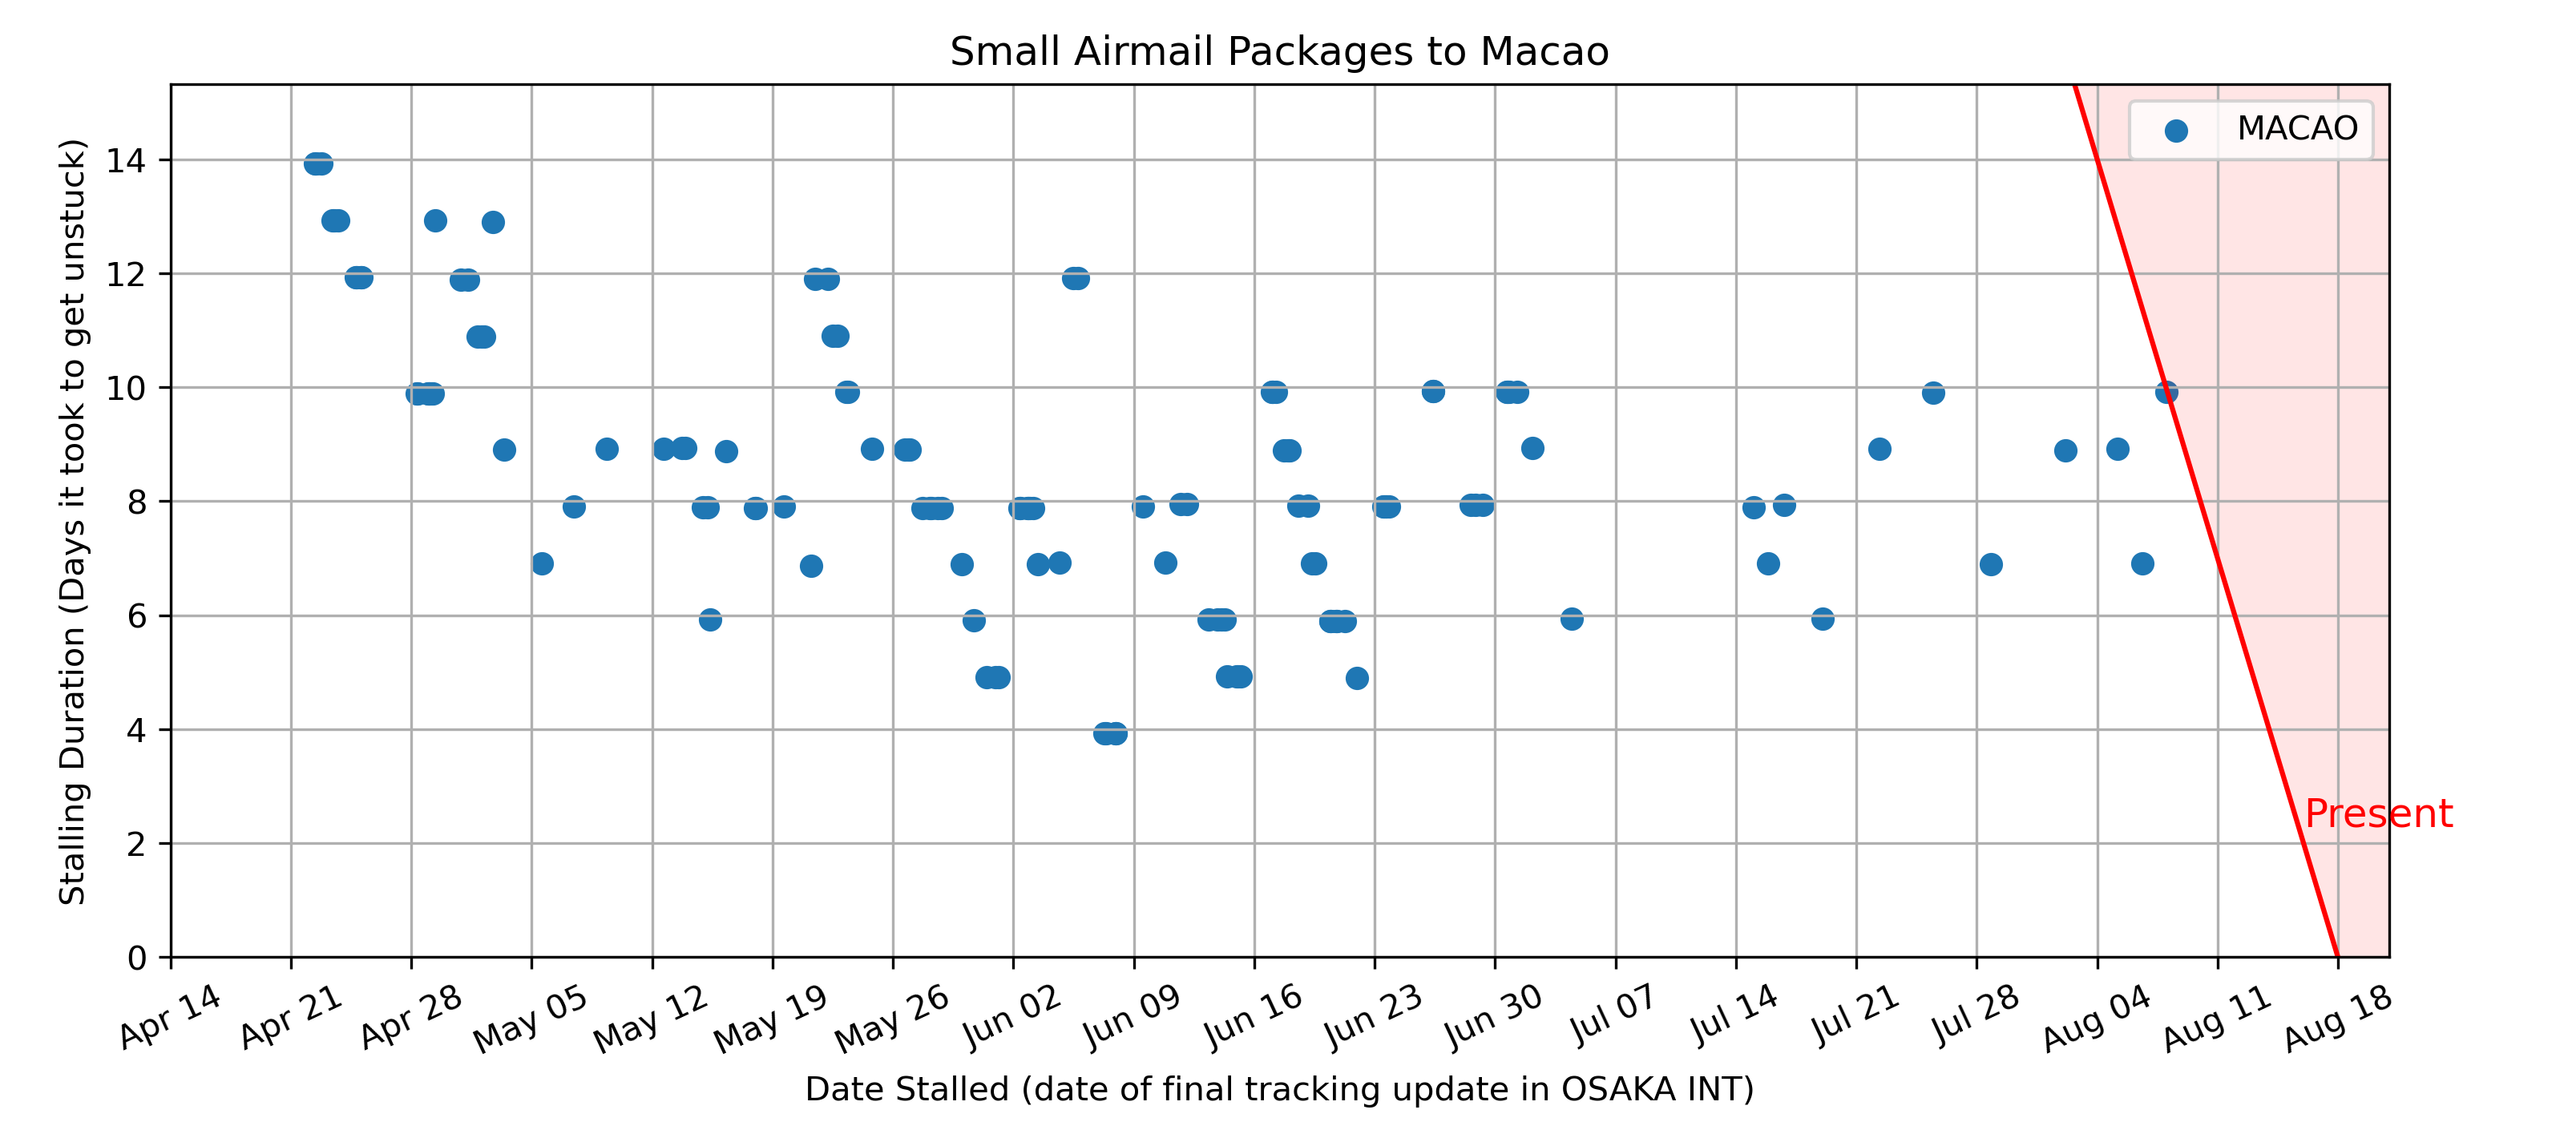 Small Airmail Packages to Macao
MACAO
Stalling Duration (Days it took to get unstuck)
14
12
10
8
6
4
2
0
Present
Apr 14
Apr 21
Apr 28
May 05
May 12
May 19
May 26
Jun 02
Jun 09
Jun 16
Jun 23
Jun 30
Jul 07
Jul 14
Jul 21
Jul 28
Aug 04
Aug 11
Aug 18
Date Stalled (date of final tracking update in OSAKA INT)